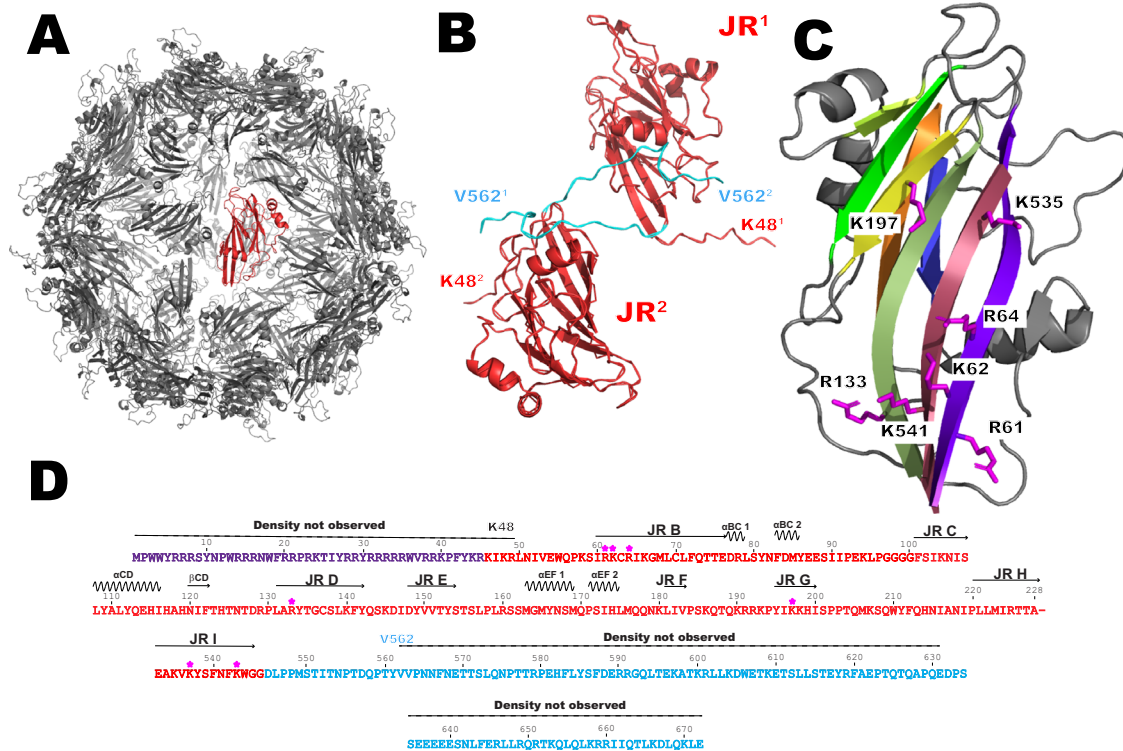 A
B
C
JR¹
V562¹
V562²
K48¹
K48²
JR²
K197
K535
R64
K62
R133
K541
R61
D
Density not observed K48 JR B αBC 1 αBC 2 JR C
10 20 30 40 50 60 70 80 90 100
MPWWYRRRSYNPWRRRNWFRRPRKTIYRRYRRRRRWVRRKPFYKRKIKRLNIVEWQPKSIRKCRIKGMLCLFQTTEDRLSYNFDMYEESIIPEKLPGGGGFSIKNIS
αCD βCD JR D JR E αEF 1 αEF 2 JR F JR G JR H
110 120 130 140 150 160 170 180 190 200 210 220 228
LYALYQEHIHAHNIFTHTNTDRPLARYTGCSLKFYQSKDIDYVVTYSTSLPLRSSMGMYNSMQPSIHLMQQNKLIVPSKQTQKRRKPYIKKHISPPTQMKSQWYFQHNIANIPLLMIRTTA–
JR I V562 Density not observed
540 550 560 570 580 590 600 610 620 630
EAKVKYSFNFKWGGDLPPMSTITNPTDQPTYVVPNNFNETTSLQNPTTRPEHFLYSFDERRGQLTEKATKRLLKDWETKETSLLSTEYRFAEPTQTQAPQEDPS
Density not observed
640 650 660 670
SEEEEESNLFERLLRQRTKQLQLKRRIIQTLKDLQKLE